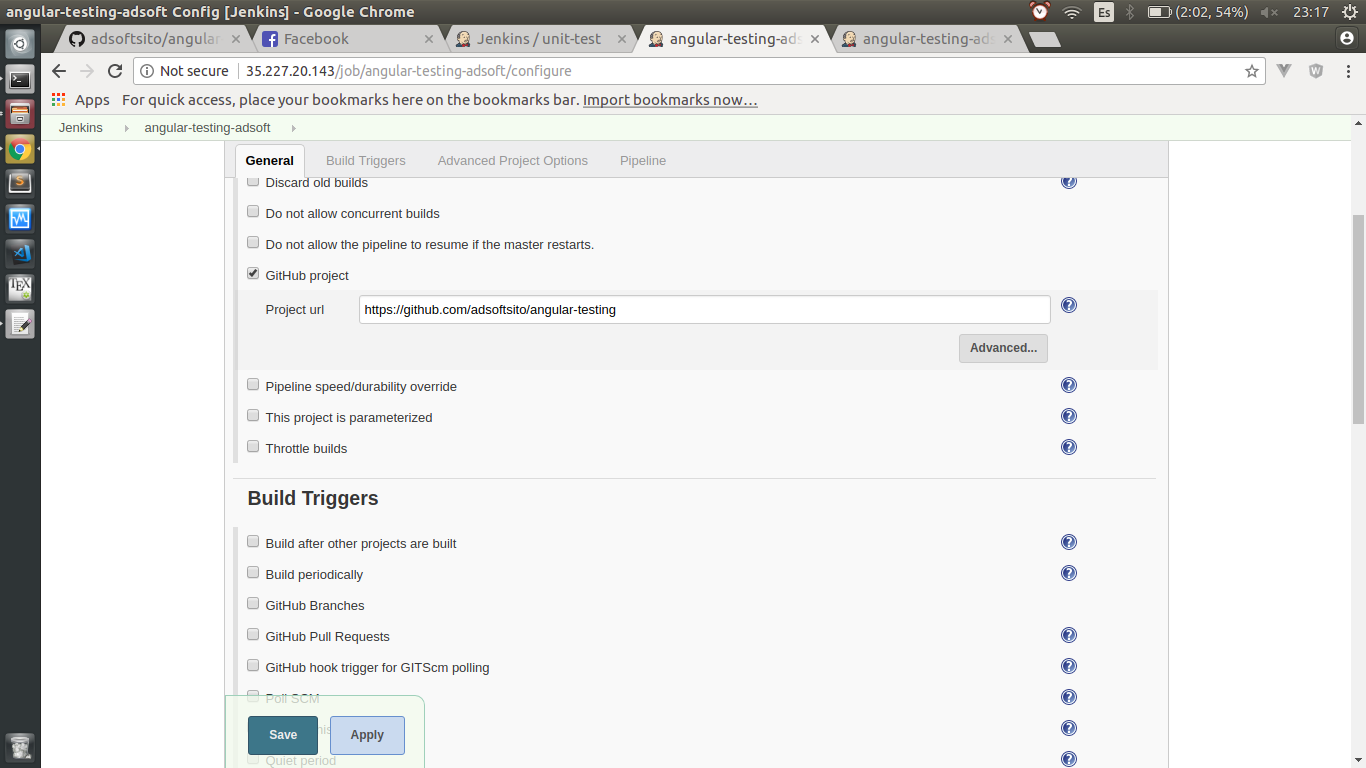 angular-testing-adsoft Config [Jenkins] - Google Chrome
Es
(2:02, 54%)
23:17
adsoftsito/angular
Facebook
Jenkins / unit-test
angular-testing-ads
angular-testing-ads
Not secure
35.227.20.143/job/angular-testing-adsoft/configure
Apps
For quick access, place your bookmarks here on the bookmarks bar. Import bookmarks now…
Jenkins
angular-testing-adsoft
General
Build Triggers
Advanced Project Options
Pipeline
Discard old builds
Do not allow concurrent builds
Do not allow the pipeline to resume if the master restarts.
GitHub project
Project url
https://github.com/adsoftsito/angular-testing
Advanced...
Pipeline speed/durability override
This project is parameterized
Throttle builds
Build Triggers
Build after other projects are built
Build periodically
GitHub Branches
GitHub Pull Requests
GitHub hook trigger for GITScm polling
Poll SCM
Save
Apply
Quiet period